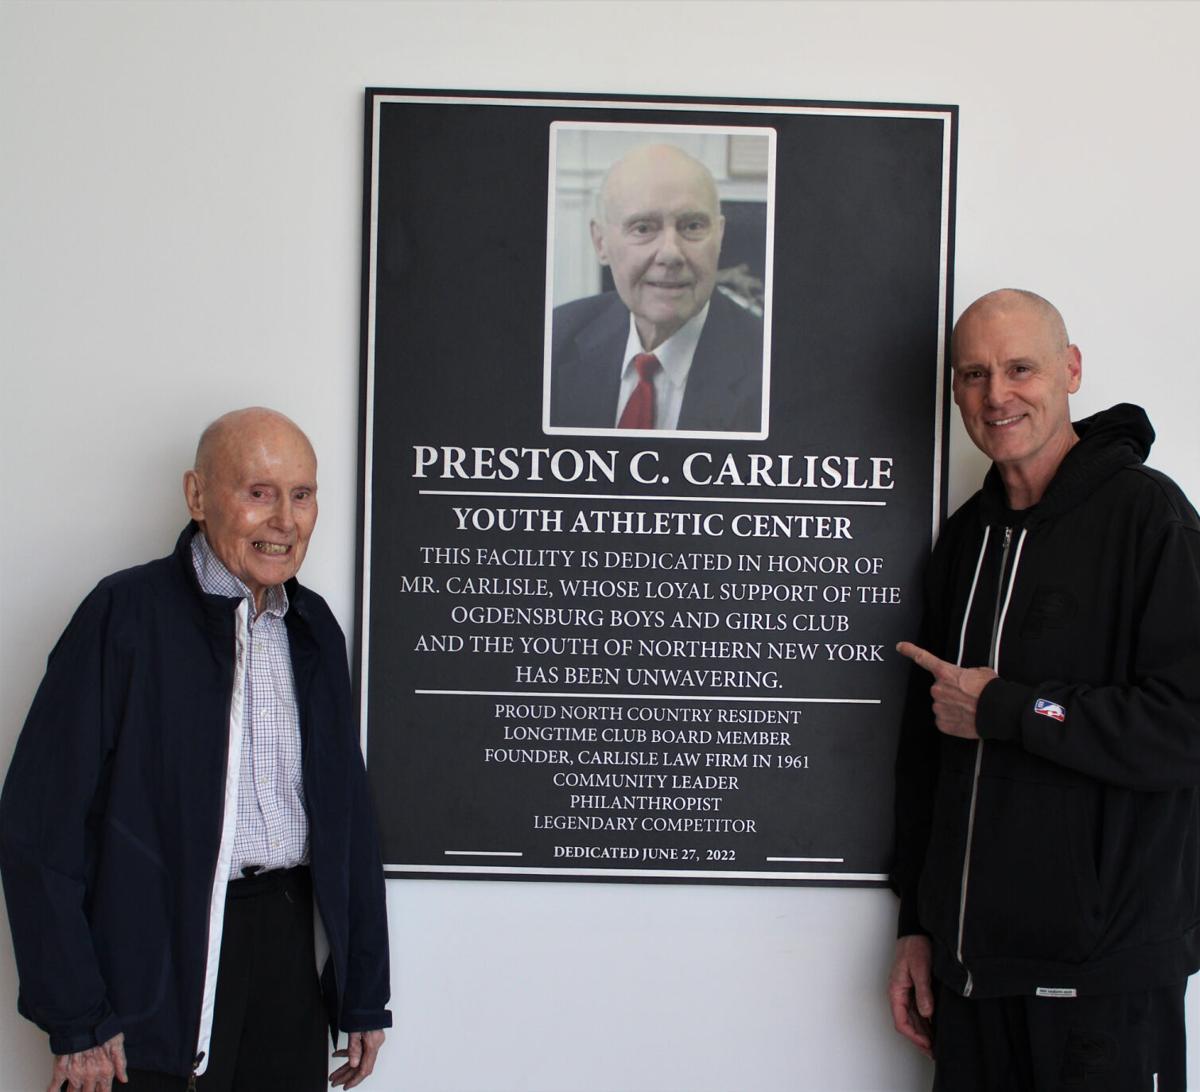 PRESTON C. CARLISLE
YOUTH ATHLETIC CENTER
THIS FACILITY IS DEDICATED IN HONOR OF
MR. CARLISLE, WHOSE LOYAL SUPPORT OF THE
OGDENSBURG BOYS AND GIRLS CLUB
AND THE YOUTH OF NORTHERN NEW YORK
HAS BEEN UNWAVERING.
PROUD NORTH COUNTRY RESIDENT
LONGTIME CLUB BOARD MEMBER
FOUNDER, CARLISLE LAW FIRM IN 1961
COMMUNITY LEADER
PHILANTHROPIST
LEGENDARY COMPETITOR
DEDICATED JUNE 27, 2022